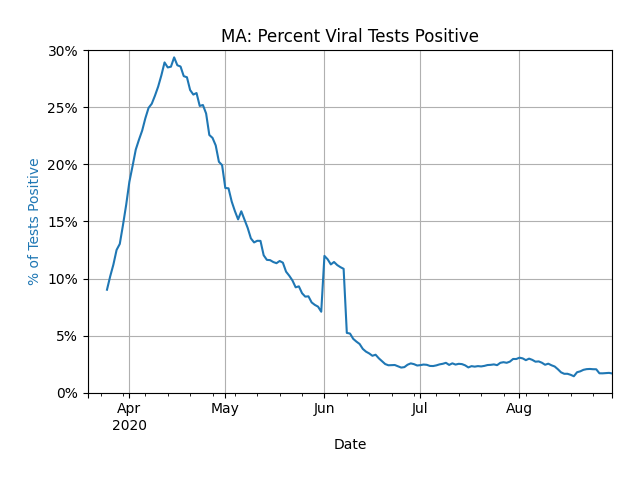 MA: Percent Viral Tests Positive
30%
25%
20%
15%
10%
5%
0%
% of Tests Positive
Apr
2020
May
Jun
Jul
Aug
Date